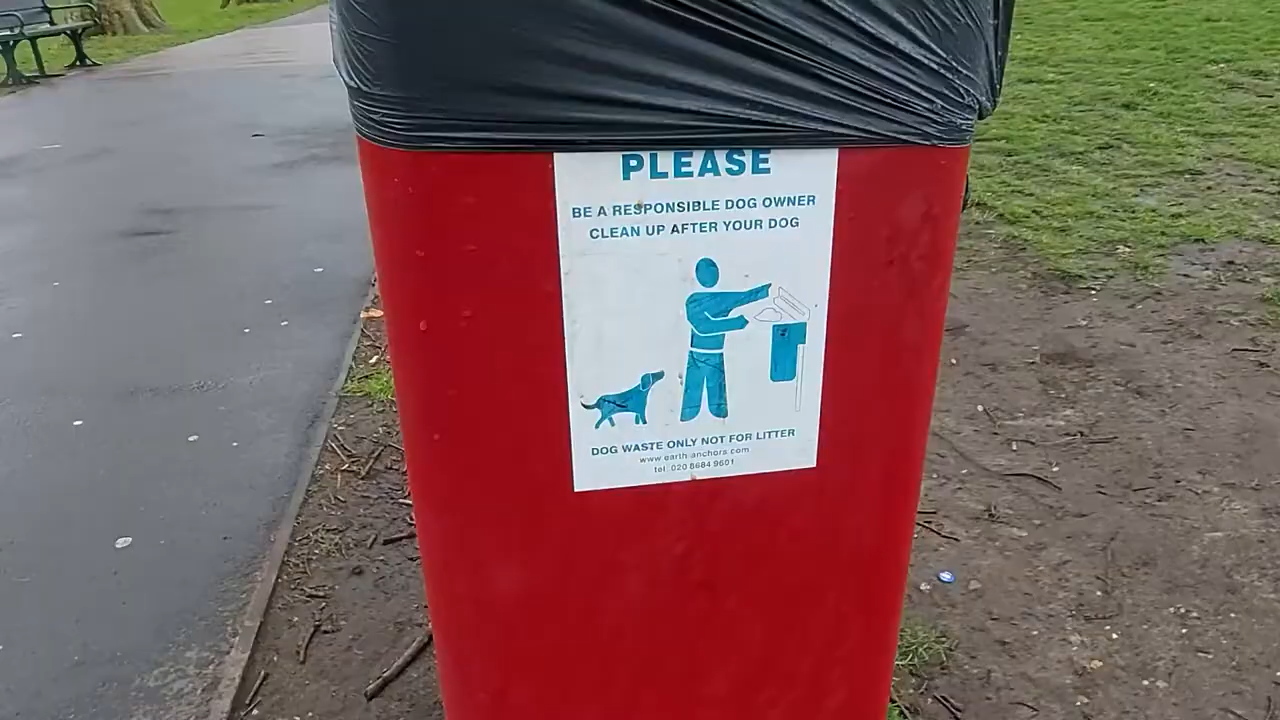 PLEASE
BE A RESPONSIBLE DOG OWNER
CLEAN UP AFTER YOUR DOG
DOG WASTE ONLY NOT FOR LITTER
www.earth-anchors.com
tel: 020 8684 9601